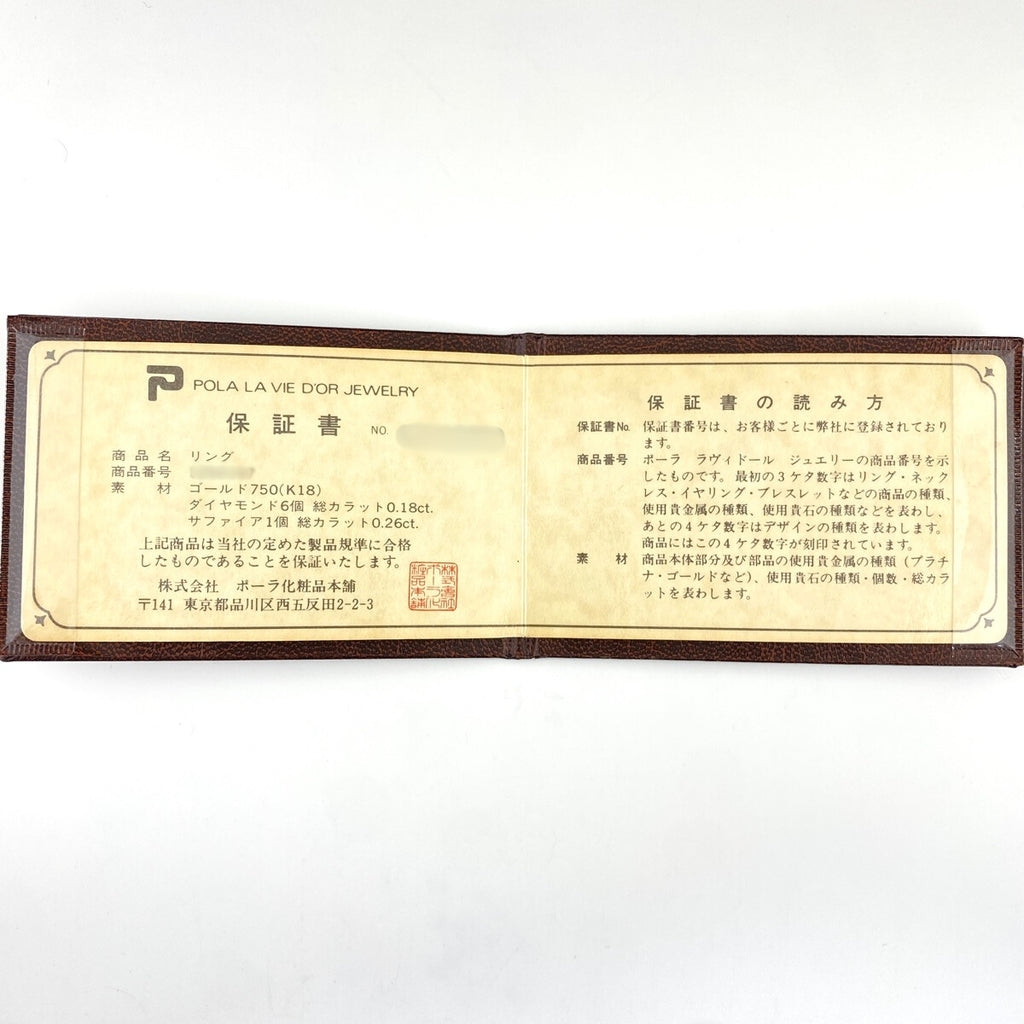 POLA LA VIE D'OR JEWELRY
保証書 NO.
商品名 リング
商品番号
素材 ゴールド750(K18)
ダイヤモンド6個 総カラット0.18ct.
サファイア1個 総カラット0.26ct.
上記商品は当社の定めた製品規準に合格
したものであることを保証いたします。
株式会社 ポーラ化粧品本舗
〒141 東京都品川区西五反田2-2-3
保証書の読み方
保証書No. 保証書番号は、お客様ごとに弊社に登録されており
ます。
商品番号 ポーラ ラヴィドール ジュエリーの商品番号を示
したものです。最初の3ケタ数字はリング・ネック
レス・イヤリング・ブレスレットなどの商品の種類、
使用貴金属の種類、使用貴石の種類などを表わし、
あとの4ケタ数字はデザインの種類を表わします。
商品にはこの4ケタ数字が刻印されています。
素材 商品本体部分及び部品の使用貴金属の種類(プラチ
ナ・ゴールドなど)、使用貴石の種類・個数・総カラ
ットを表わします。